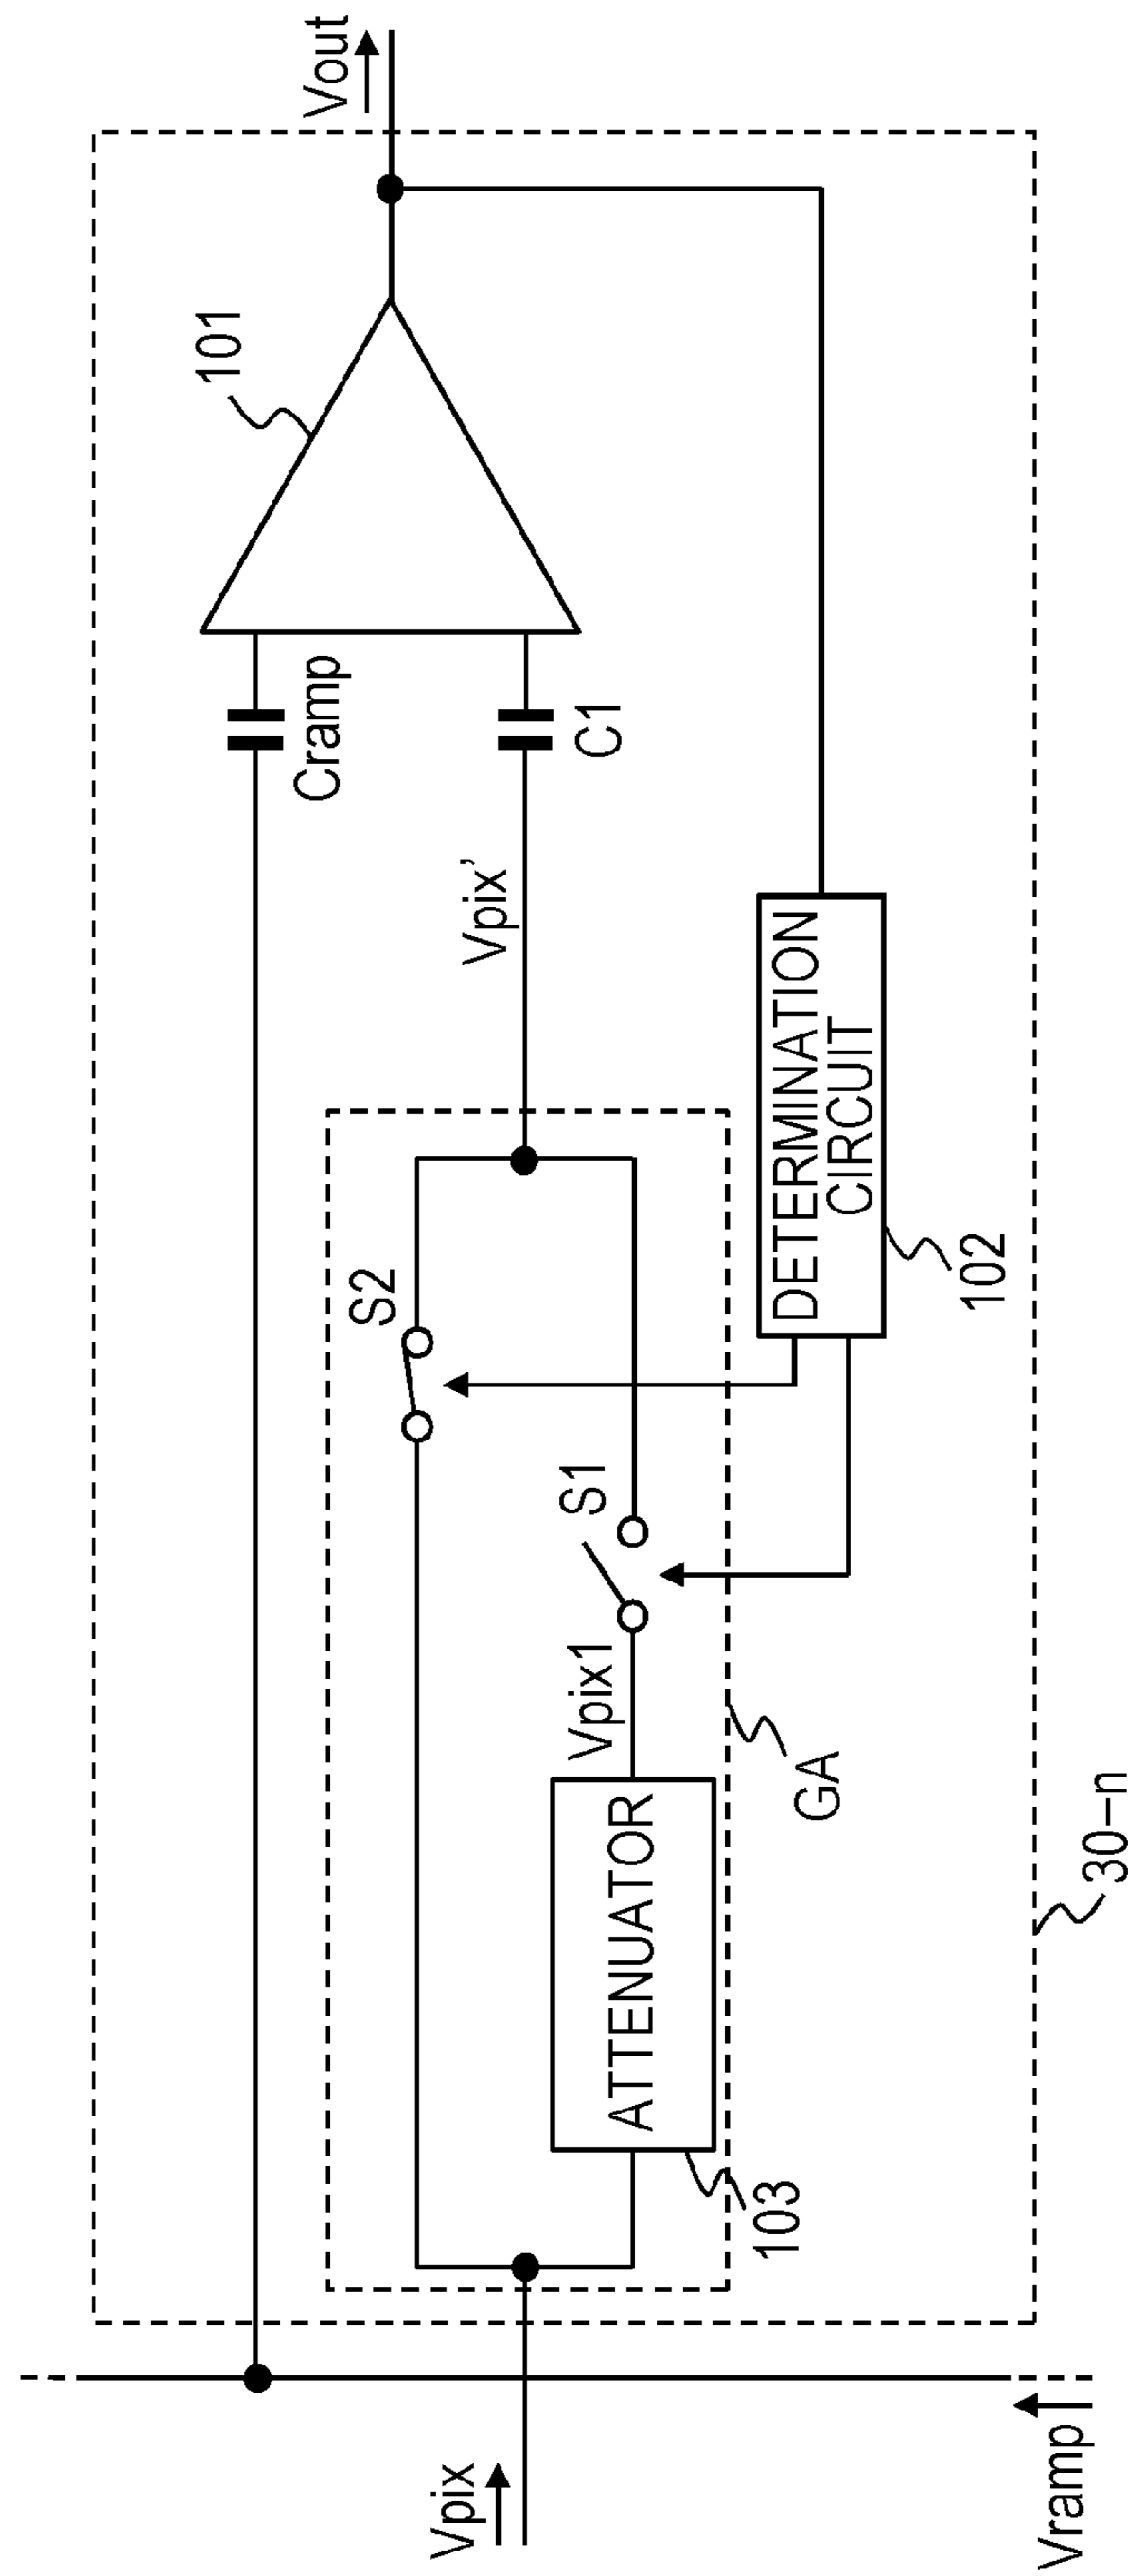 Vpix
Vramp
103
ATTENUATOR
Vpix1
S1
S2
GA
30–n
DETERMINATION
CIRCUIT
102
Vpix’
Cramp
C1
101
Vout